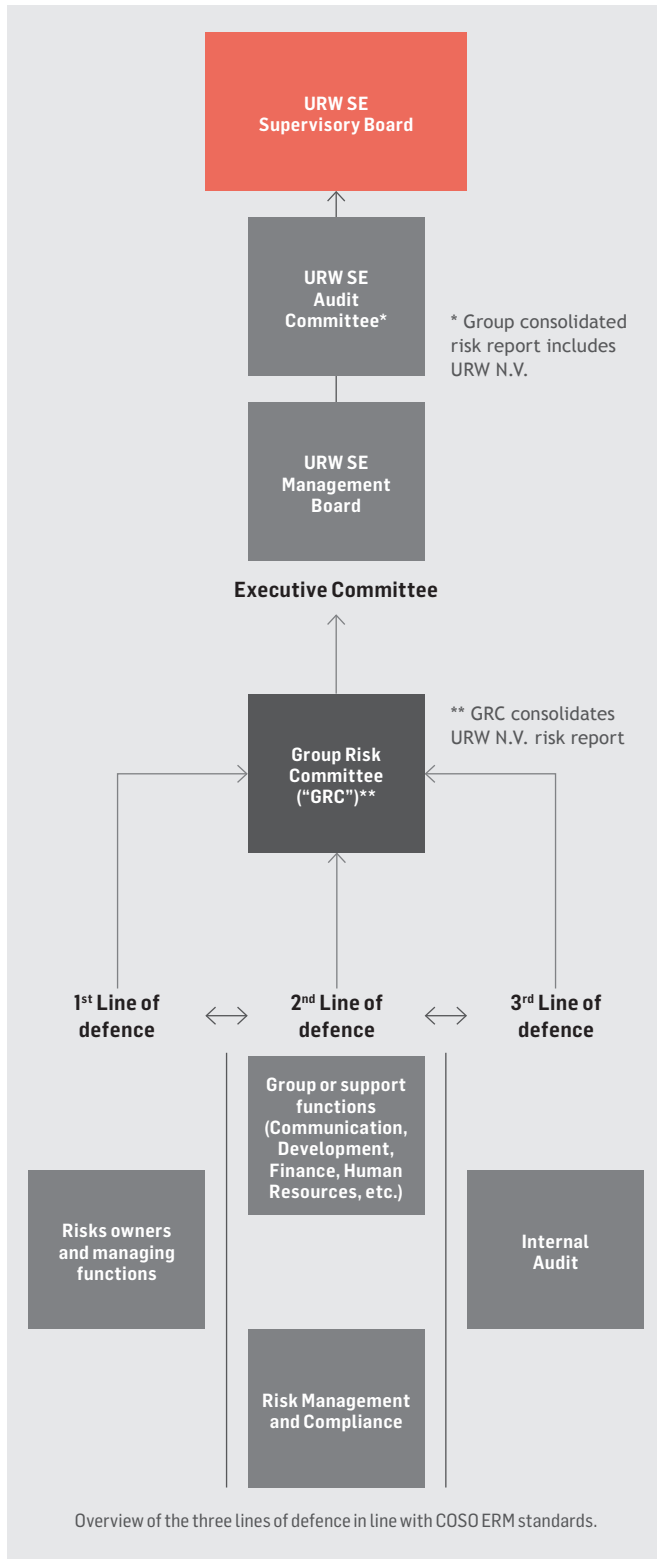 URW SE
Supervisory Board
URW SE
Audit
Committee*
* Group consolidated
risk report includes
URW N.V.
URW SE
Management
Board
Executive Committee
** GRC consolidates
URW N.V. risk report
Group Risk
Committee
(“GRC”)**
1st Line of
defence
2nd Line of
defence
3rd Line of
defence
Group or support
functions
(Communication,
Development,
Finance, Human
Resources, etc.)
Risks owners
and managing
functions
Internal
Audit
Risk Management
and Compliance
Overview of the three lines of defence in line with COSO ERM standards.